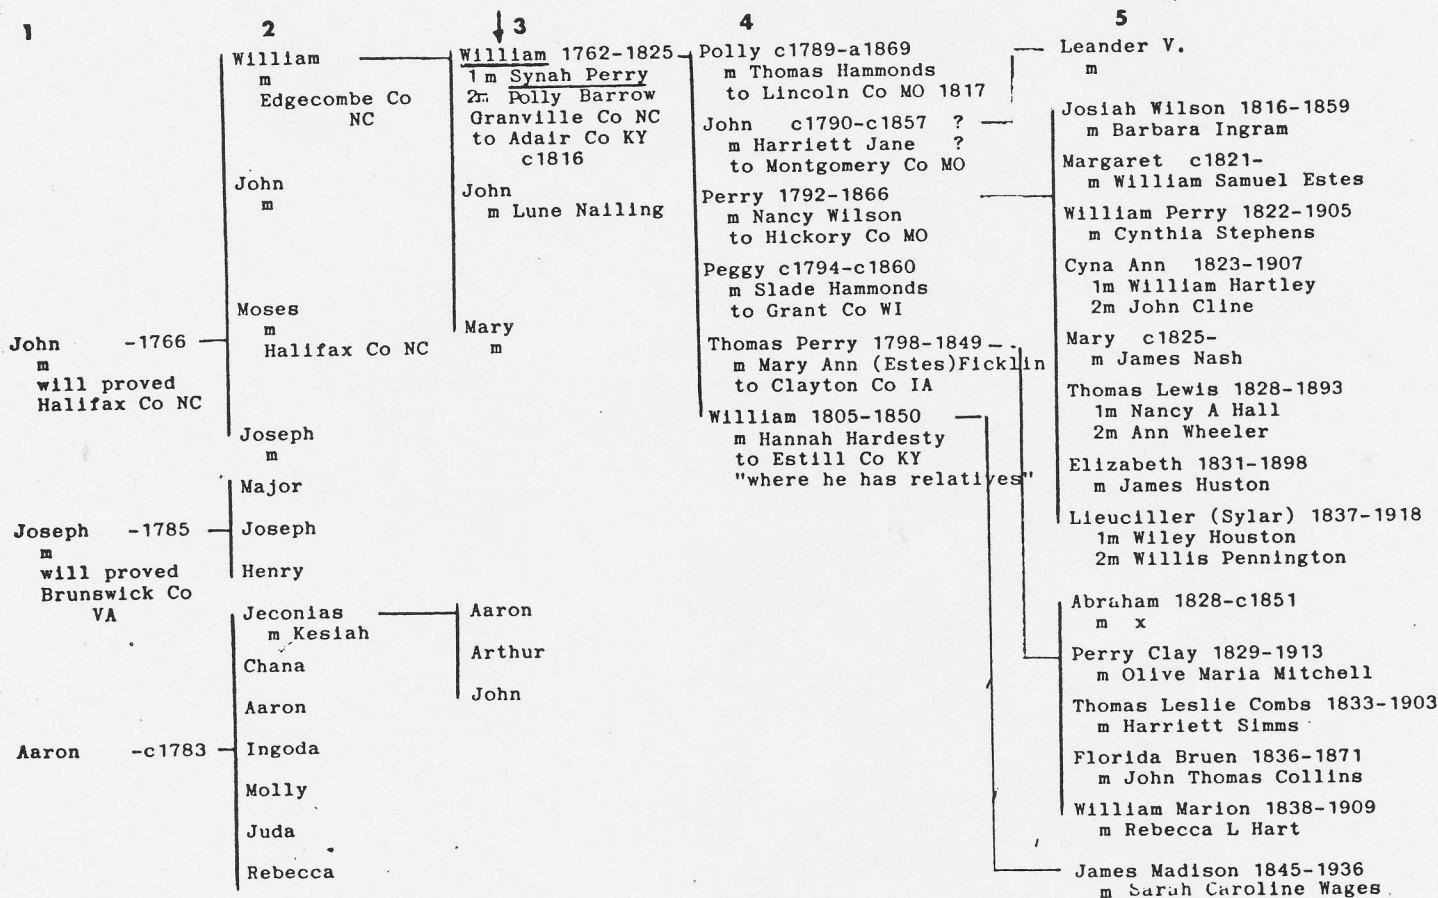 1
2
3
4
5
John -1766
m
will proved
Halifax Co NC
Joseph -1785
m
will proved
Brunswick Co
VA
Aaron -c1783
William
m
Edgecombe Co
NC
John
m
Moses
m
Halifax Co NC
Joseph
m
Major
Joseph
Henry
Jeconias
m Kesiah
Chana
Aaron
Ingoda
Molly
Juda
Rebecca
William 1762-1825
1 m Synah Perry
2m Polly Barrow
Granville Co NC
to Adair Co KY
c1816
John
m Lune Nailing
Mary
m
Aaron
Arthur
John
Polly c1789-a1869
m Thomas Hammonds
to Lincoln Co MO 1817
John c1790-c1857 ?
m Harriett Jane ?
to Montgomery Co MO
Perry 1792-1866
m Nancy Wilson
to Hickory Co MO
Peggy c1794-c1860
m Slade Hammonds
to Grant Co WI
Thomas Perry 1798-1849
m Mary Ann (Estes)Ficklin
to Clayton Co IA
William 1805-1850
m Hannah Hardesty
to Estill Co KY
"where he has relatives"
Leander V.
m
Josiah Wilson 1816-1859
m Barbara Ingram
Margaret c1821-
m William Samuel Estes
William Perry 1822-1905
m Cynthia Stephens
Cyna Ann 1823-1907
1m William Hartley
2m John Cline
Mary c1825-
m James Nash
Thomas Lewis 1828-1893
1m Nancy A Hall
2m Ann Wheeler
Elizabeth 1831-1898
m James Huston
Lieuciller (Sylar) 1837-1918
1m Wiley Houston
2m Willis Pennington
Abraham 1828-c1851
m x
Perry Clay 1829-1913
m Olive Maria Mitchell
Thomas Leslie Combs 1833-1903
m Harriett Simms
Florida Bruen 1836-1871
m John Thomas Collins
William Marion 1838-1909
m Rebecca L Hart
James Madison 1845-1936
m Sarah Caroline Wages